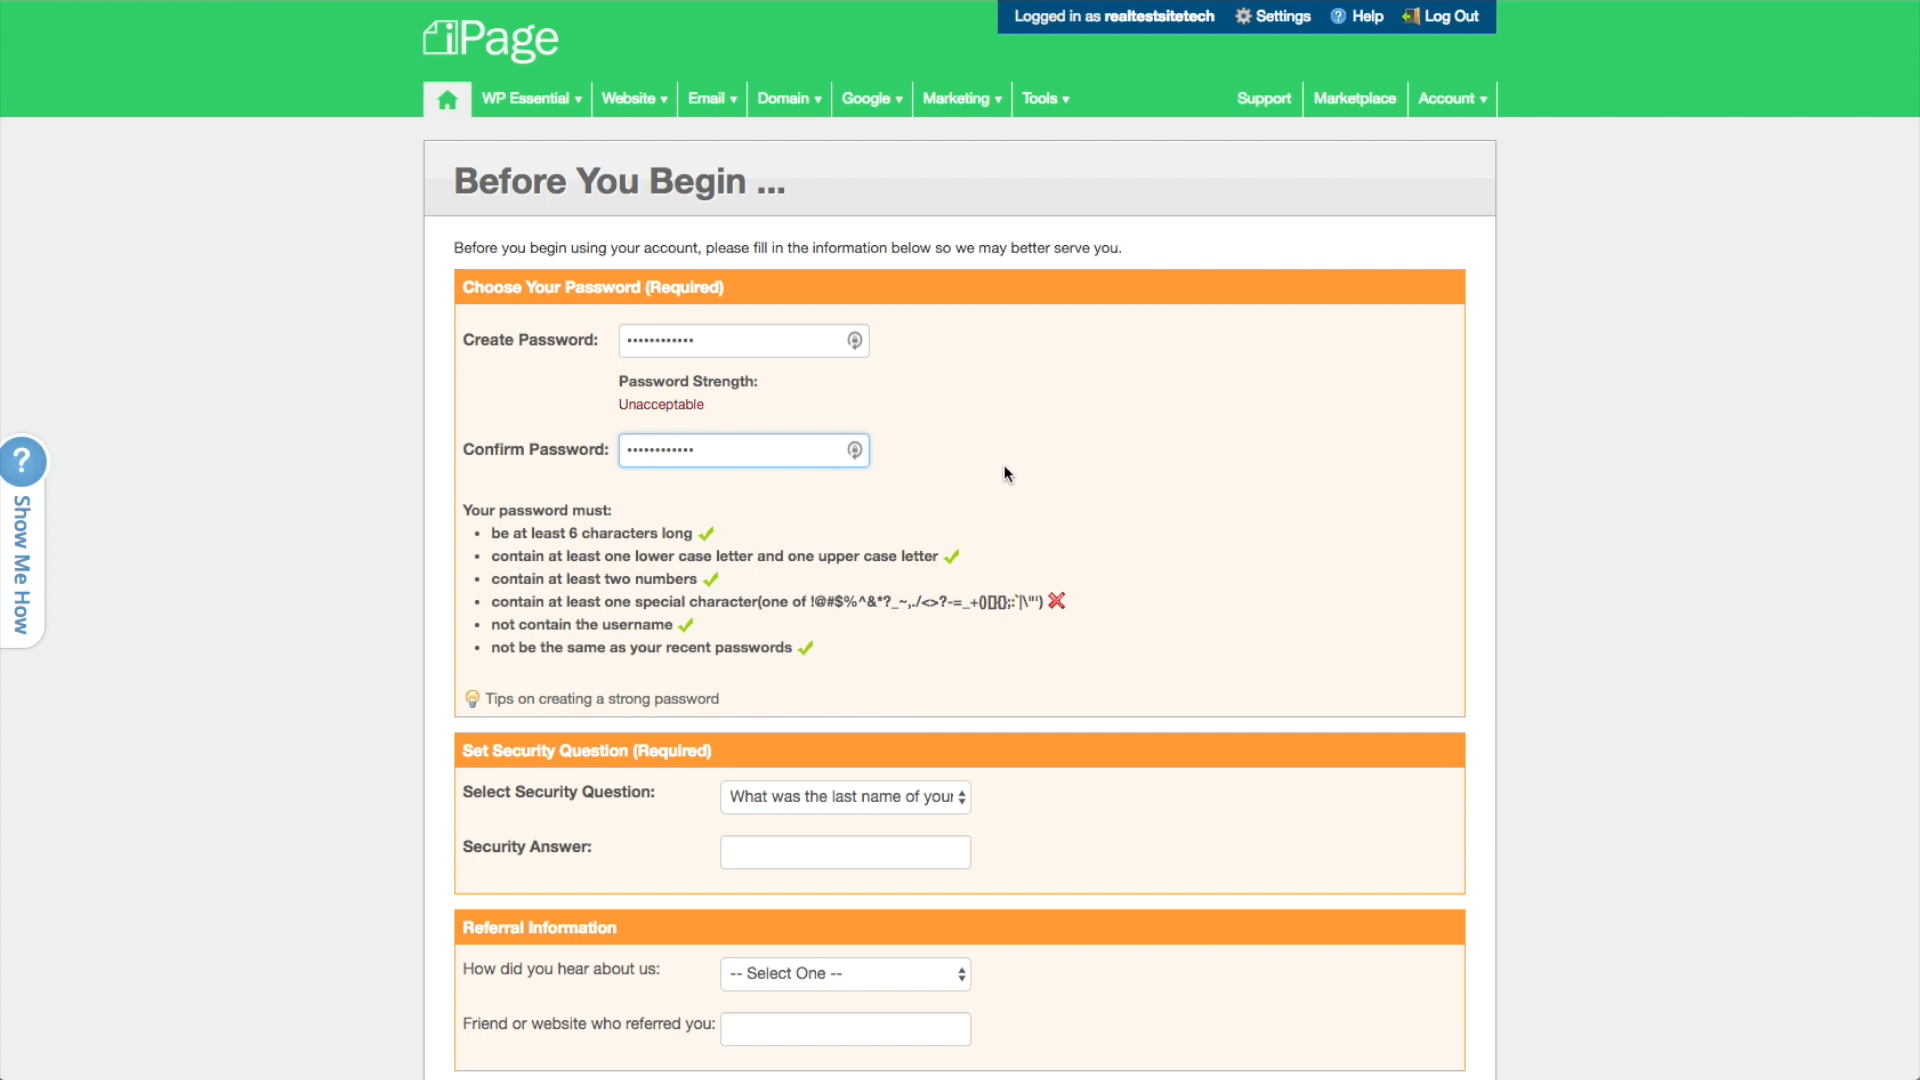 Logged in as realtestsitetech Settings Help Log Out
iPage
WP Essential Website Email Domain Google Marketing Tools Support Marketplace Account
Before You Begin ...
Before you begin using your account, please fill in the information below so we may better serve you.
Choose Your Password (Required)
Create Password: ••••••••••••
Password Strength:
Unacceptable
Confirm Password: ••••••••••••
? Show Me How
Your password must:
• be at least 6 characters long
• contain at least one lower case letter and one upper case letter
• contain at least two numbers
• contain at least one special character(one of !@#$%^&*?_~,./<>?-=_+()[]{};:`|\"')
• not contain the username
• not be the same as your recent passwords
Tips on creating a strong password
Set Security Question (Required)
Select Security Question: What was the last name of your
Security Answer:
Referral Information
How did you hear about us: -- Select One --
Friend or website who referred you: